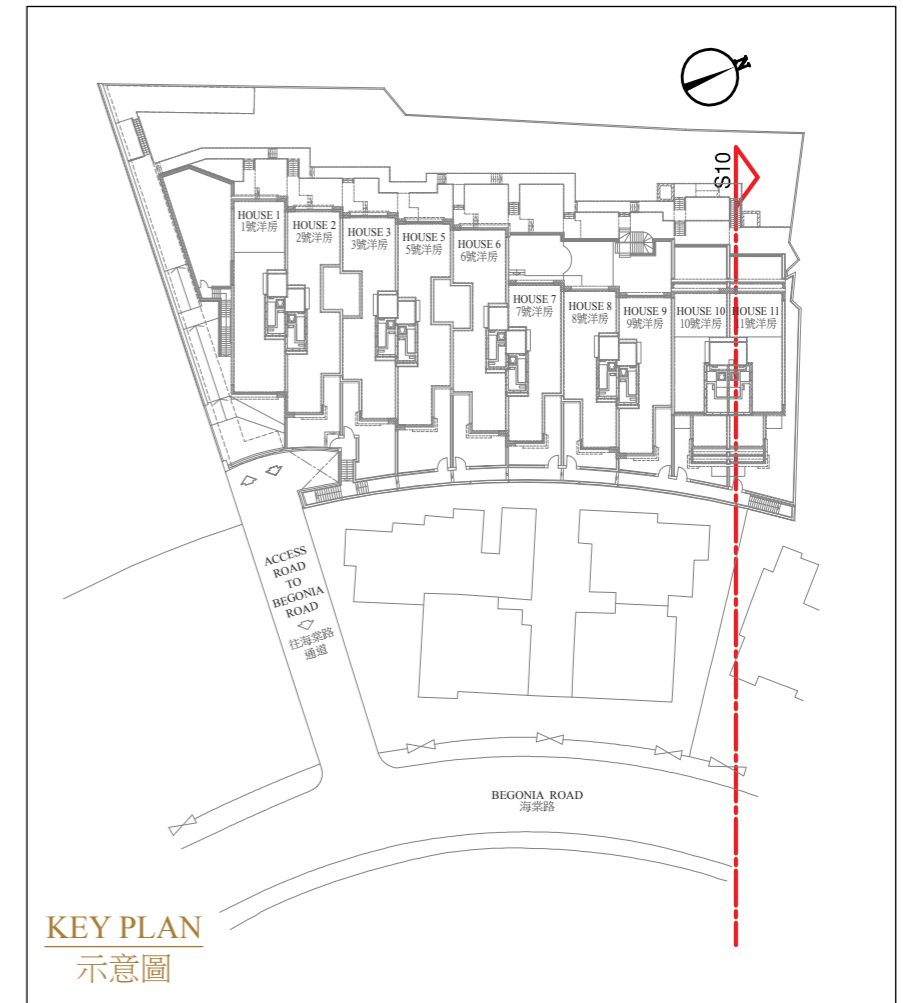 N
S10
HOUSE 1
1號洋房
HOUSE 2
2號洋房
HOUSE 3
3號洋房
HOUSE 5
5號洋房
HOUSE 6
6號洋房
HOUSE 7
7號洋房
HOUSE 8
8號洋房
HOUSE 9
9號洋房
HOUSE 10
10號洋房
HOUSE 11
11號洋房
ACCESS
ROAD
TO
BEGONIA
ROAD
往海棠路
通道
BEGONIA ROAD
海棠路
KEY PLAN
示意圖